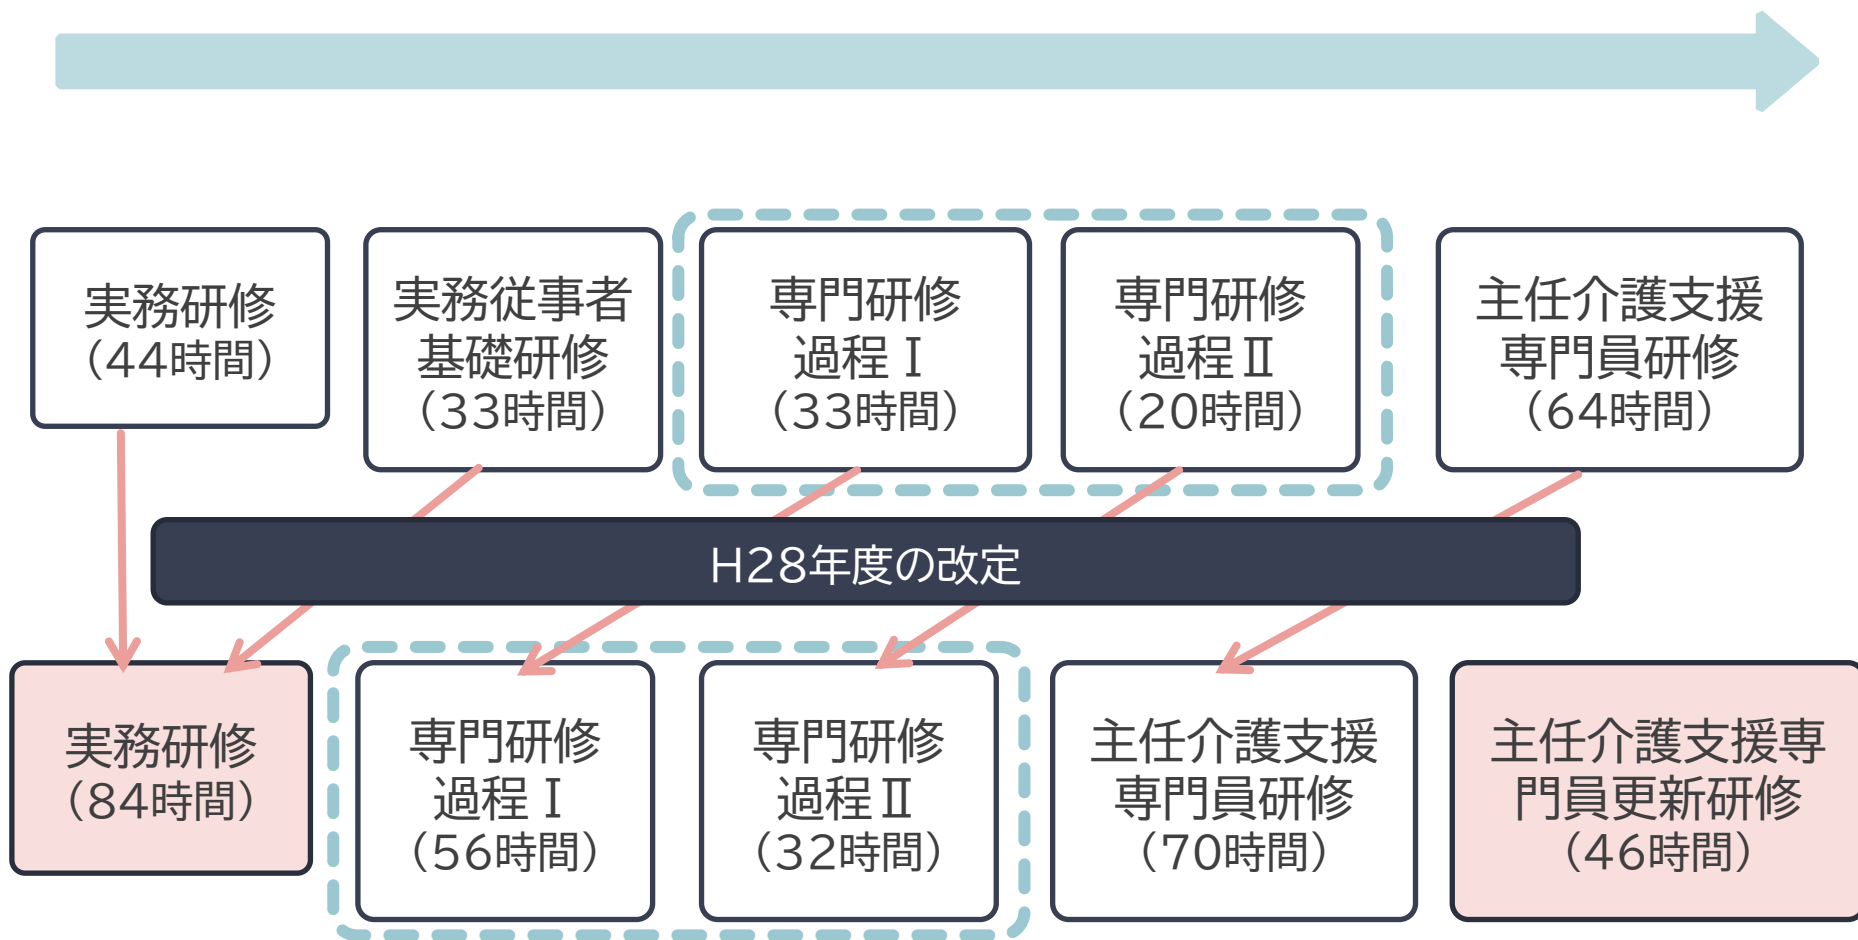 実務研修
（44時間）
実務従事者
基礎研修
（33時間）
専門研修
過程Ⅰ
（33時間）
専門研修
過程Ⅱ
（20時間）
主任介護支援
専門員研修
（64時間）
H28年度の改定
実務研修
（84時間）
専門研修
過程Ⅰ
（56時間）
専門研修
過程Ⅱ
（32時間）
主任介護支援
専門員研修
（70時間）
主任介護支援専
門員更新研修
（46時間）